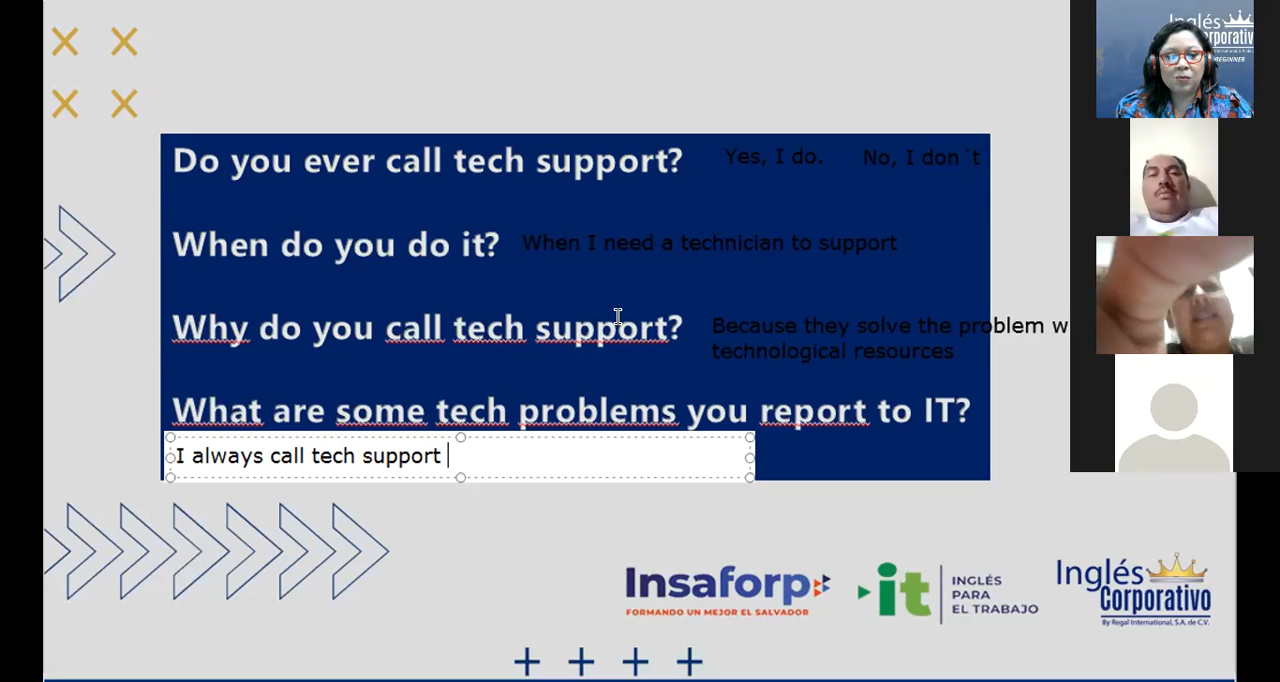 Inglés
Corporativo
BEGINNER
Do you ever call tech support? Yes, I do. No, I don´t
When do you do it? When I need a technician to support
Why do you call tech support? Because they solve the problem w
technological resources
What are some tech problems you report to IT?
I always call tech support
Insaforp
FORMANDO UN MEJOR EL SALVADOR
it
INGLÉS
PARA
EL TRABAJO
Inglés
Corporativo
By Regal International, S.A. de C.V.